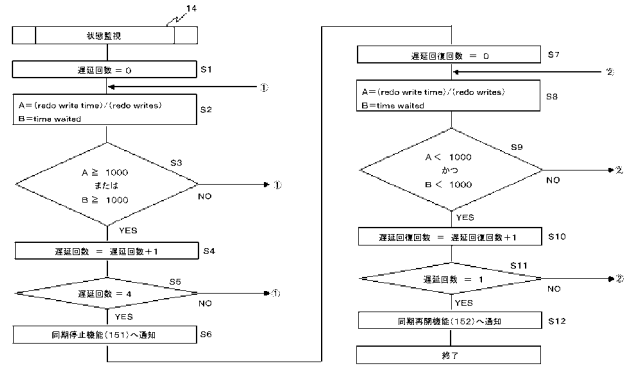 14
状態監視
遅延回数 = 0
S1
①
A=(redo write time)/(redo writes)
B=time waited
S2
S3
A ≧ 1000
または
B ≧ 1000
NO
①
YES
遅延回数 = 遅延回数+1
S4
S5
遅延回数 = 4
NO
①
YES
同期停止機能(151)へ通知
S6
遅延回復回数 = 0
S7
②
A=(redo write time)/(redo writes)
B=time waited
S8
S9
A < 1000
かつ
B < 1000
NO
②
YES
遅延回復回数 = 遅延回復回数+1
S10
S11
遅延回数 = 1
NO
②
YES
同期再開機能(152)へ通知
S12
終了